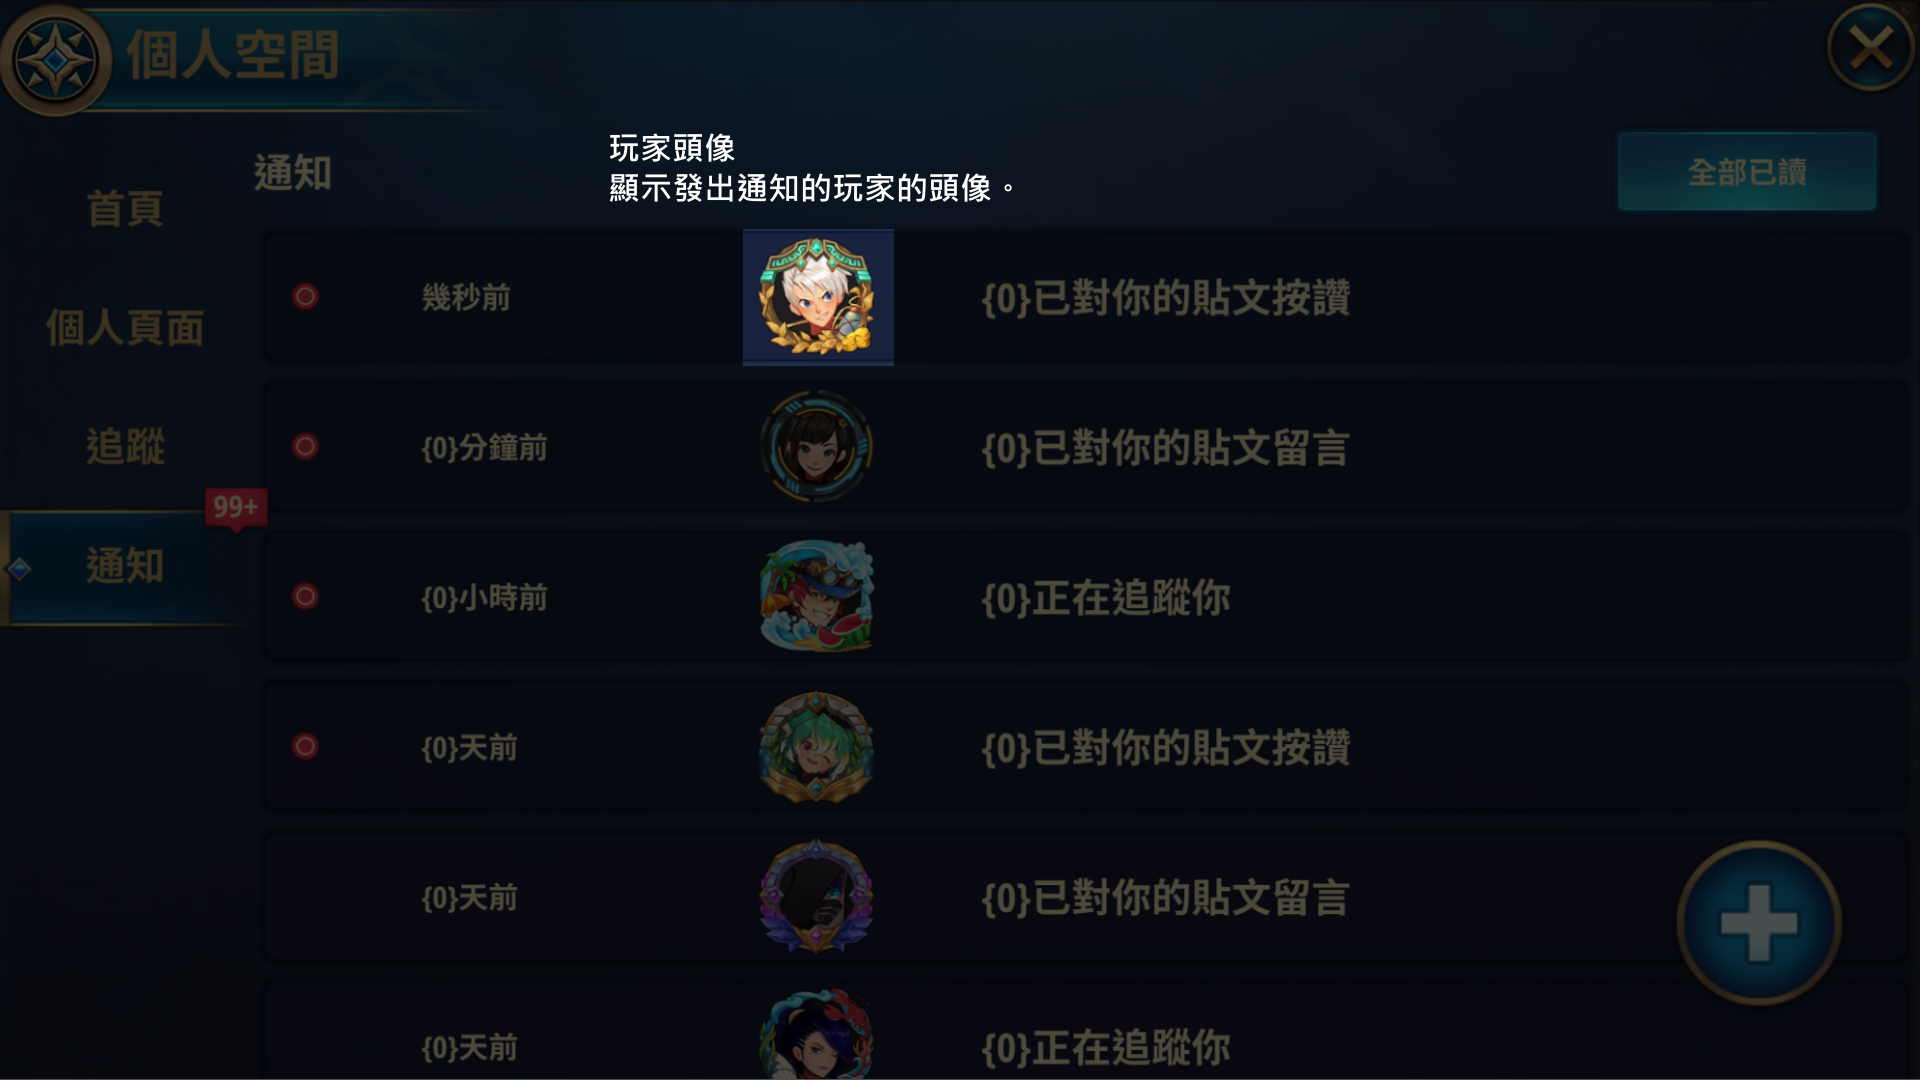 個人空間
玩家頭像
顯示發出通知的玩家的頭像。
通知
全部已讀
首頁
個人頁面
追蹤
99+
通知
幾秒前
{0}已對你的貼文按讚
{0}分鐘前
{0}已對你的貼文留言
{0}小時前
{0}正在追蹤你
{0}天前
{0}已對你的貼文按讚
{0}天前
{0}已對你的貼文留言
{0}天前
{0}正在追蹤你